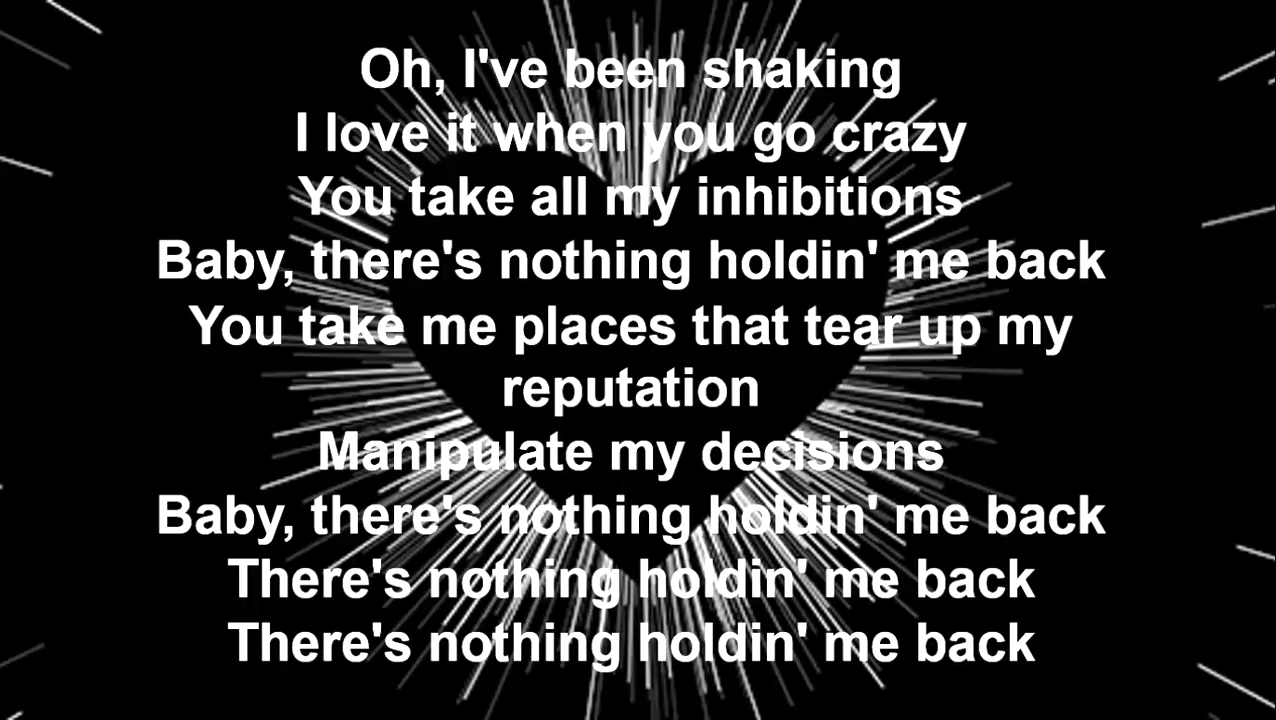 Oh, I've been shaking
I love it when you go crazy
You take all my inhibitions
Baby, there's nothing holdin' me back
You take me places that tear up my
reputation
Manipulate my decisions
Baby, there's nothing holdin' me back
There's nothing holdin' me back
There's nothing holdin' me back